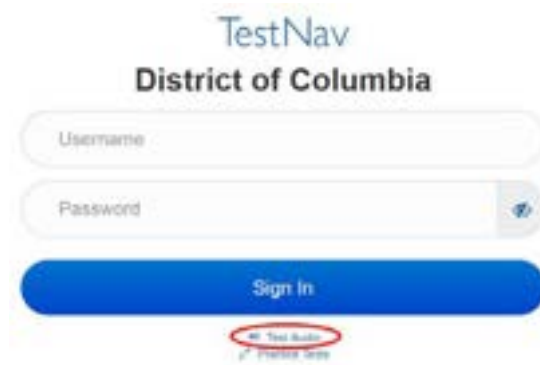 TestNav
District of Columbia
Username
Password
Sign In
Test Audio
Practice Tests